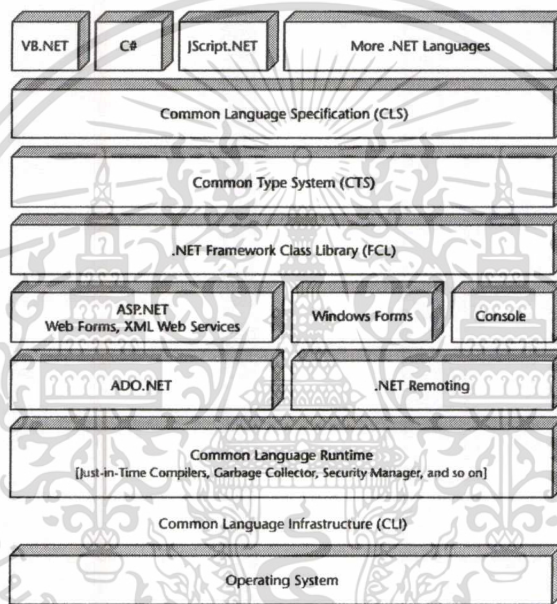 VB.NET C# JScript.NET More .NET Languages
Common Language Specification (CLS)
Common Type System (CTS)
.NET Framework Class Library (FCL)
ASP.NET
Web Forms, XML Web Services
Windows Forms
Console
ADO.NET .NET Remoting
Common Language Runtime
[Just-in-Time Compilers, Garbage Collector, Security Manager, and so on]
Common Language Infrastructure (CLI)
Operating System